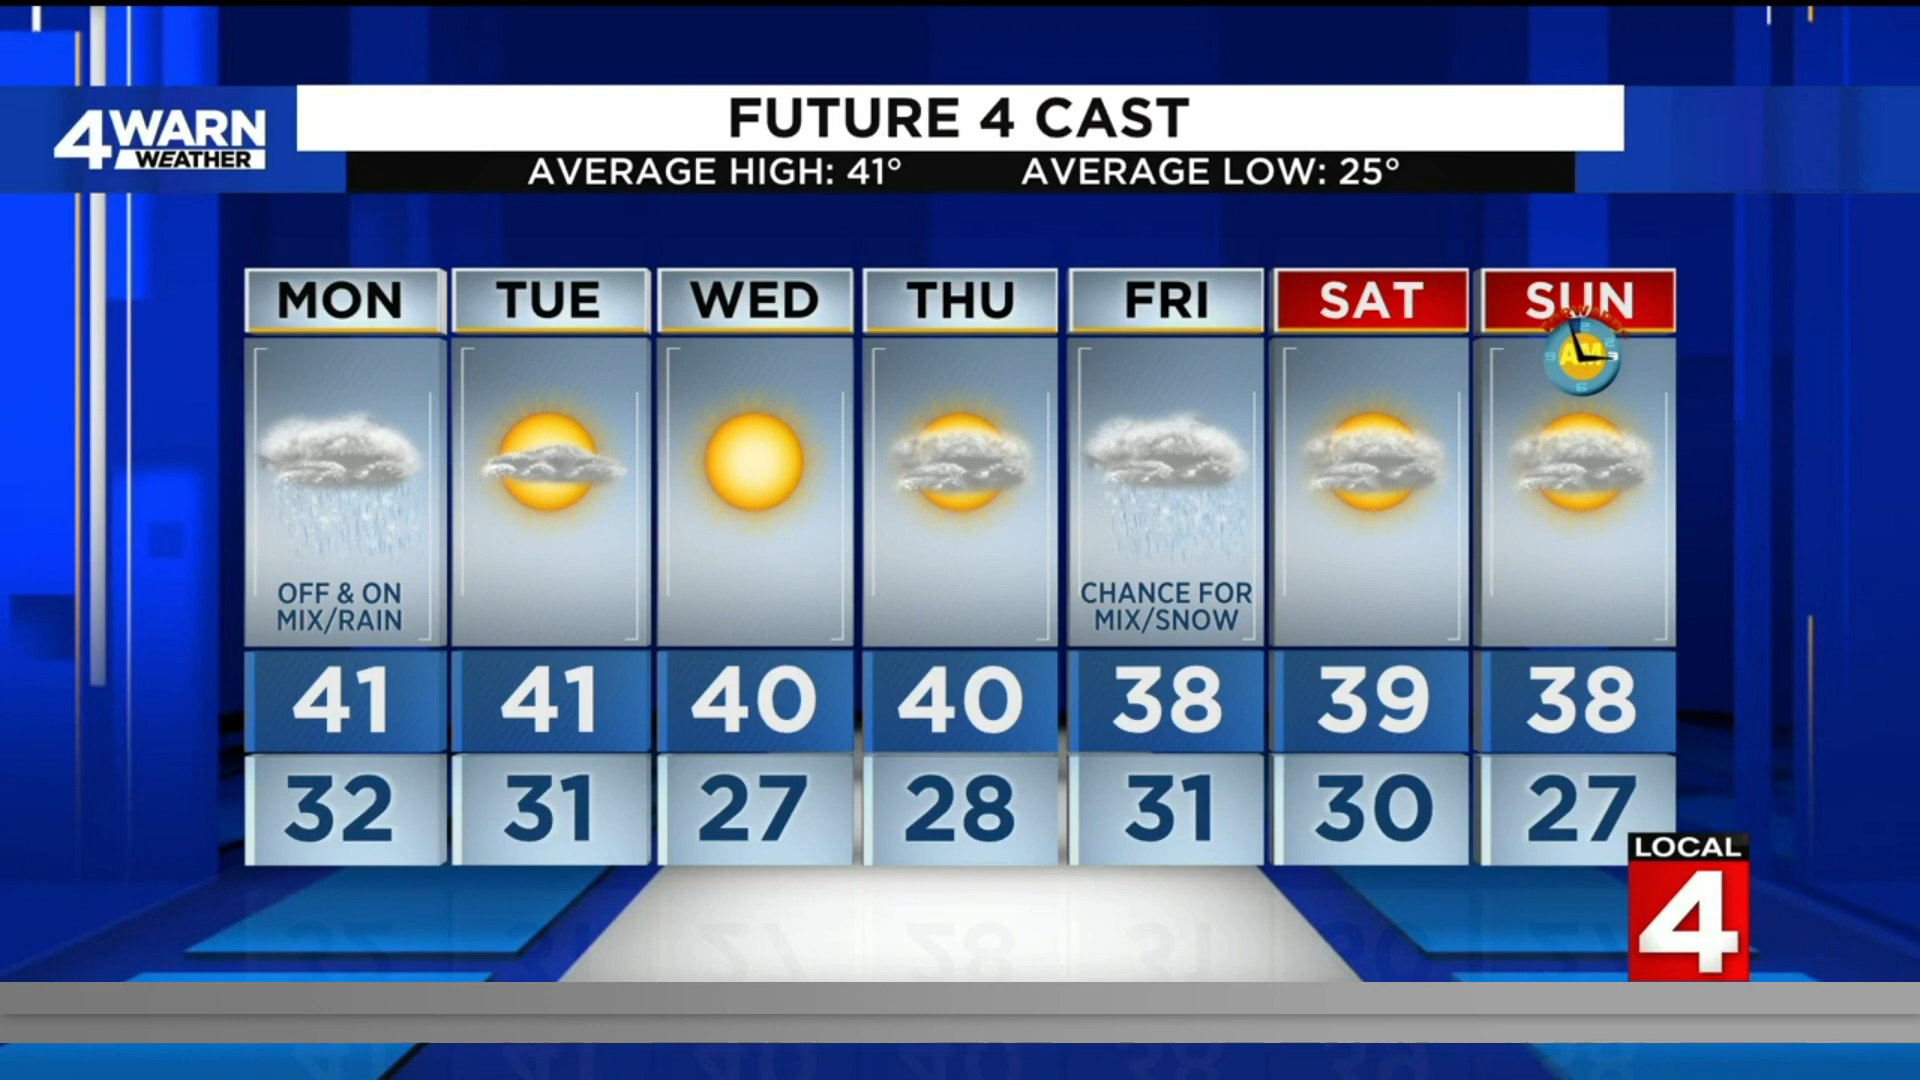 4WARN
WEATHER
FUTURE 4 CAST
AVERAGE HIGH: 41° AVERAGE LOW: 25°
MON TUE WED THU FRI SAT SUN
AM
OFF & ON
MIX/RAIN
CHANCE FOR
MIX/SNOW
41 41 40 40 38 39 38
32 31 27 28 31 30 27
LOCAL
4